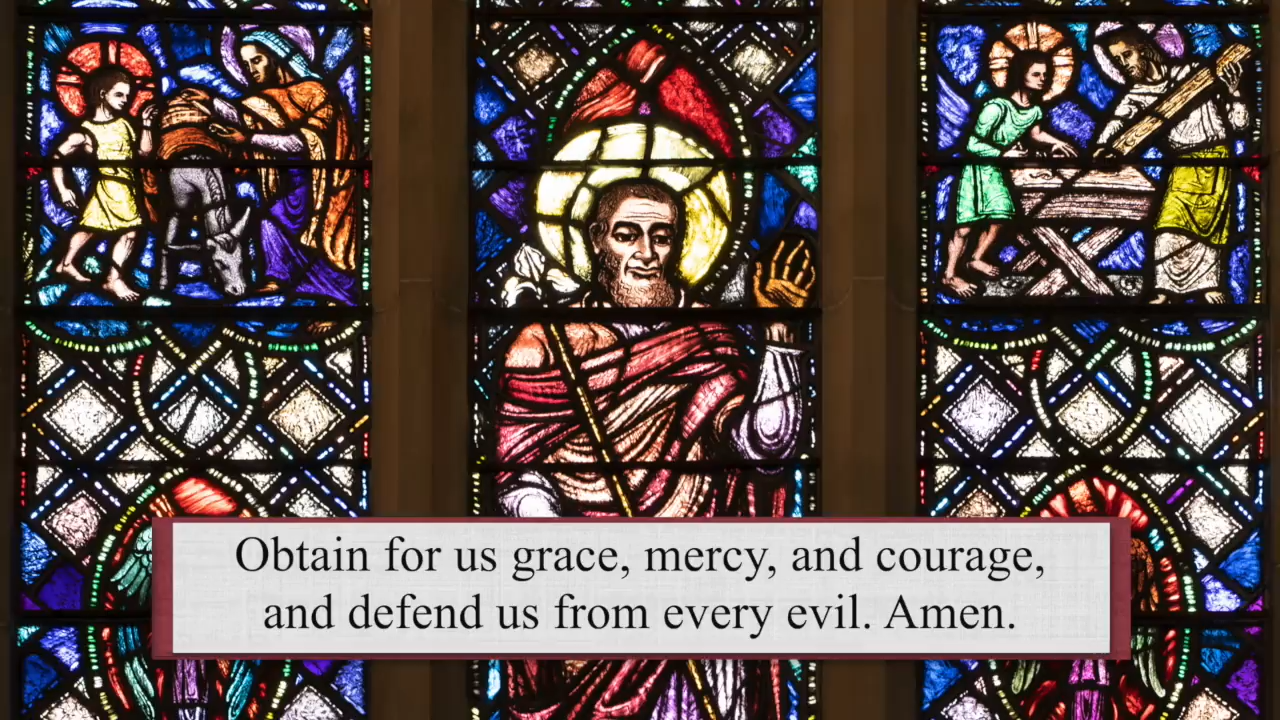 Obtain for us grace, mercy, and courage,
and defend us from every evil. Amen.